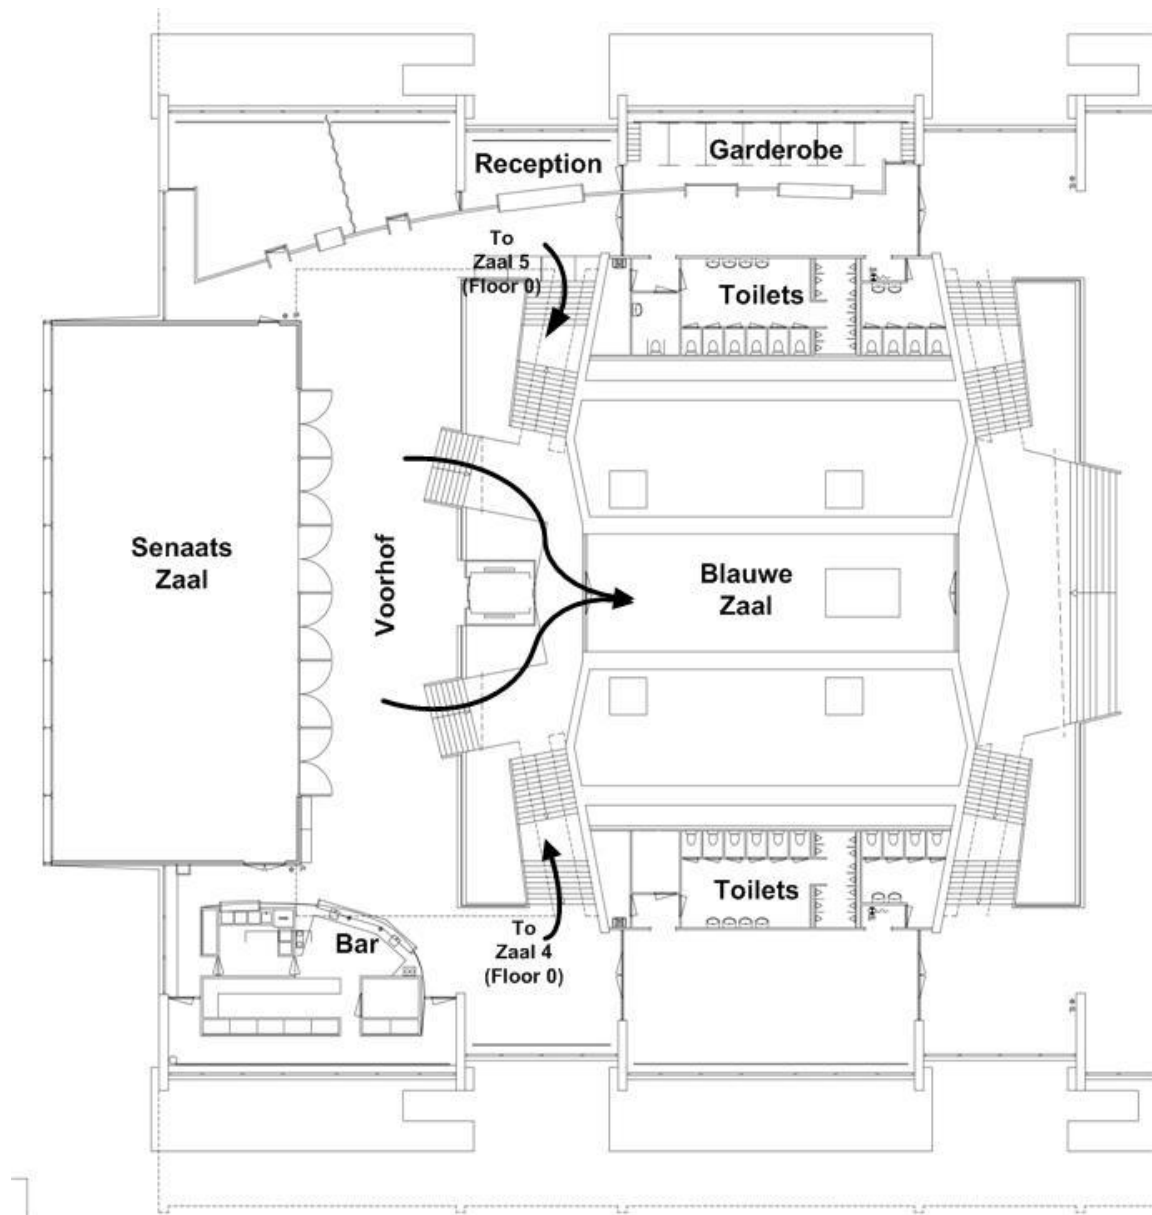 Garderobe
Reception
To
Zaal 5
(Floor 0)
Toilets
Senaats
Zaal
Voorhof
Blauwe
Zaal
Toilets
Bar
To
Zaal 4
(Floor 0)